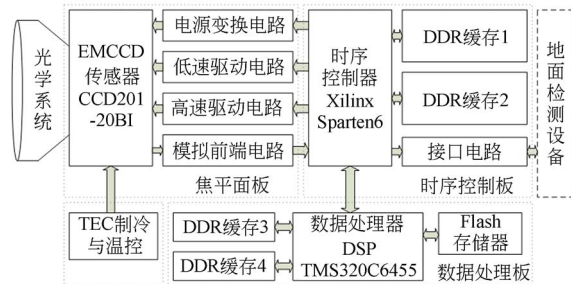 光学系统
EMCCD
传感器
CCD201
-20BI
电源变换电路
低速驱动电路
高速驱动电路
模拟前端电路
焦平面板
时序
控制器
Xilinx
Sparten6
DDR缓存1
DDR缓存2
接口电路
时序控制板
地面检测设备
TEC制冷
与温控
DDR缓存3
DDR缓存4
数据处理器
DSP
TMS320C6455
Flash
存储器
数据处理板